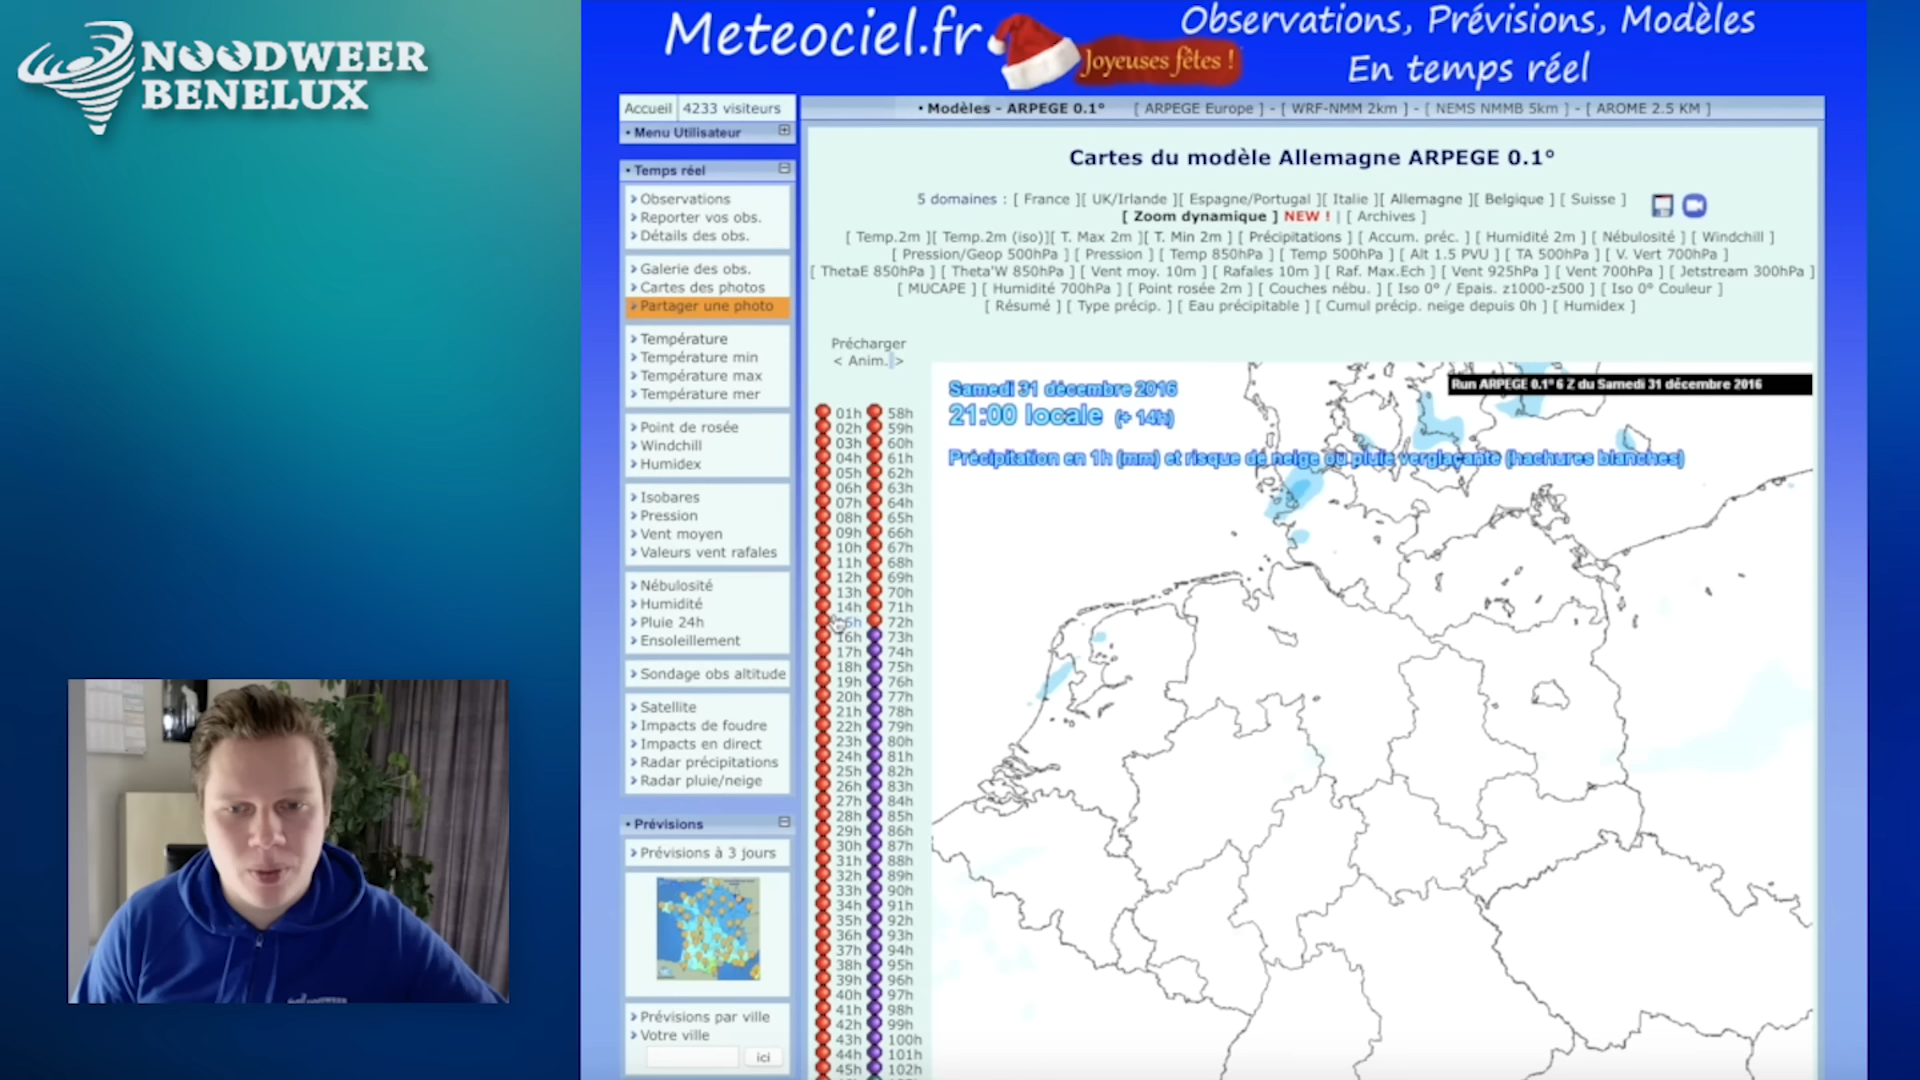 NOODWEER
BENELUX
Meteociel.fr
Joyeuses fêtes !
Observations, Prévisions, Modèles
En temps réel
Accueil 4233 visiteurs
• Menu Utilisateur
• Temps réel
Observations
Reporter vos obs.
Détails des obs.
Galerie des obs.
Cartes des photos
Partager une photo
Température
Température min
Température max
Température mer
Point de rosée
Windchill
Humidex
Isobares
Pression
Vent moyen
Valeurs vent rafales
Nébulosité
Humidité
Pluie 24h
Ensoleillement
Sondage obs altitude
Satellite
Impacts de foudre
Impacts en direct
Radar précipitations
Radar pluie/neige
• Prévisions
Prévisions à 3 jours
Prévisions par ville
Votre ville
ici
• Modèles - ARPEGE 0.1° [ ARPEGE Europe ] - [ WRF-NMM 2km ] - [ NEMS NMMB 5km ] - [ AROME 2.5 KM ]
Cartes du modèle Allemagne ARPEGE 0.1°
5 domaines : [ France ][ UK/Irlande ][ Espagne/Portugal ][ Italie ][ Allemagne ][ Belgique ] [ Suisse ]
[ Zoom dynamique ] NEW ! | [ Archives ]
[ Temp.2m ][ Temp.2m (iso)][ T. Max 2m ][ T. Min 2m ] [ Précipitations ] [ Accum. préc. ] [ Humidité 2m ] [ Nébulosité ] [ Windchill ]
[ Pression/Geop 500hPa ] [ Pression ] [ Temp 850hPa ] [ Temp 500hPa ] [ Alt 1.5 PVU ] [ TA 500hPa ] [ V. Vert 700hPa ]
[ ThetaE 850hPa ] [ Theta'W 850hPa ] [ Vent moy. 10m ] [ Rafales 10m ] [ Raf. Max.Ech ] [ Vent 925hPa ] [ Vent 700hPa ] [ Jetstream 300hPa ]
[ MUCAPE ] [ Humidité 700hPa ] [ Point rosée 2m ] [ Couches nébu. ] [ Iso 0° / Epais. z1000-z500 ] [ Iso 0° Couleur ]
[ Résumé ] [ Type précip. ] [ Eau précipitable ] [ Cumul précip. neige depuis 0h ] [ Humidex ]
Précharger
< Anim. >
01h 58h
02h 59h
03h 60h
04h 61h
05h 62h
06h 63h
07h 64h
08h 65h
09h 66h
10h 67h
11h 68h
12h 69h
13h 70h
14h 71h
72h
16h 73h
17h 74h
18h 75h
19h 76h
20h 77h
21h 78h
22h 79h
23h 80h
24h 81h
25h 82h
26h 83h
27h 84h
28h 85h
29h 86h
30h 87h
31h 88h
32h 89h
33h 90h
34h 91h
35h 92h
36h 93h
37h 94h
38h 95h
39h 96h
40h 97h
41h 98h
42h 99h
43h 100h
44h 101h
45h 102h
Samedi 31 décembre 2016
21:00 locale (+ 14h)
Précipitation en 1h (mm) et risque de neige ou pluie verglaçante (hachures blanches)
Run ARPEGE 0.1° 6 Z du Samedi 31 décembre 2016